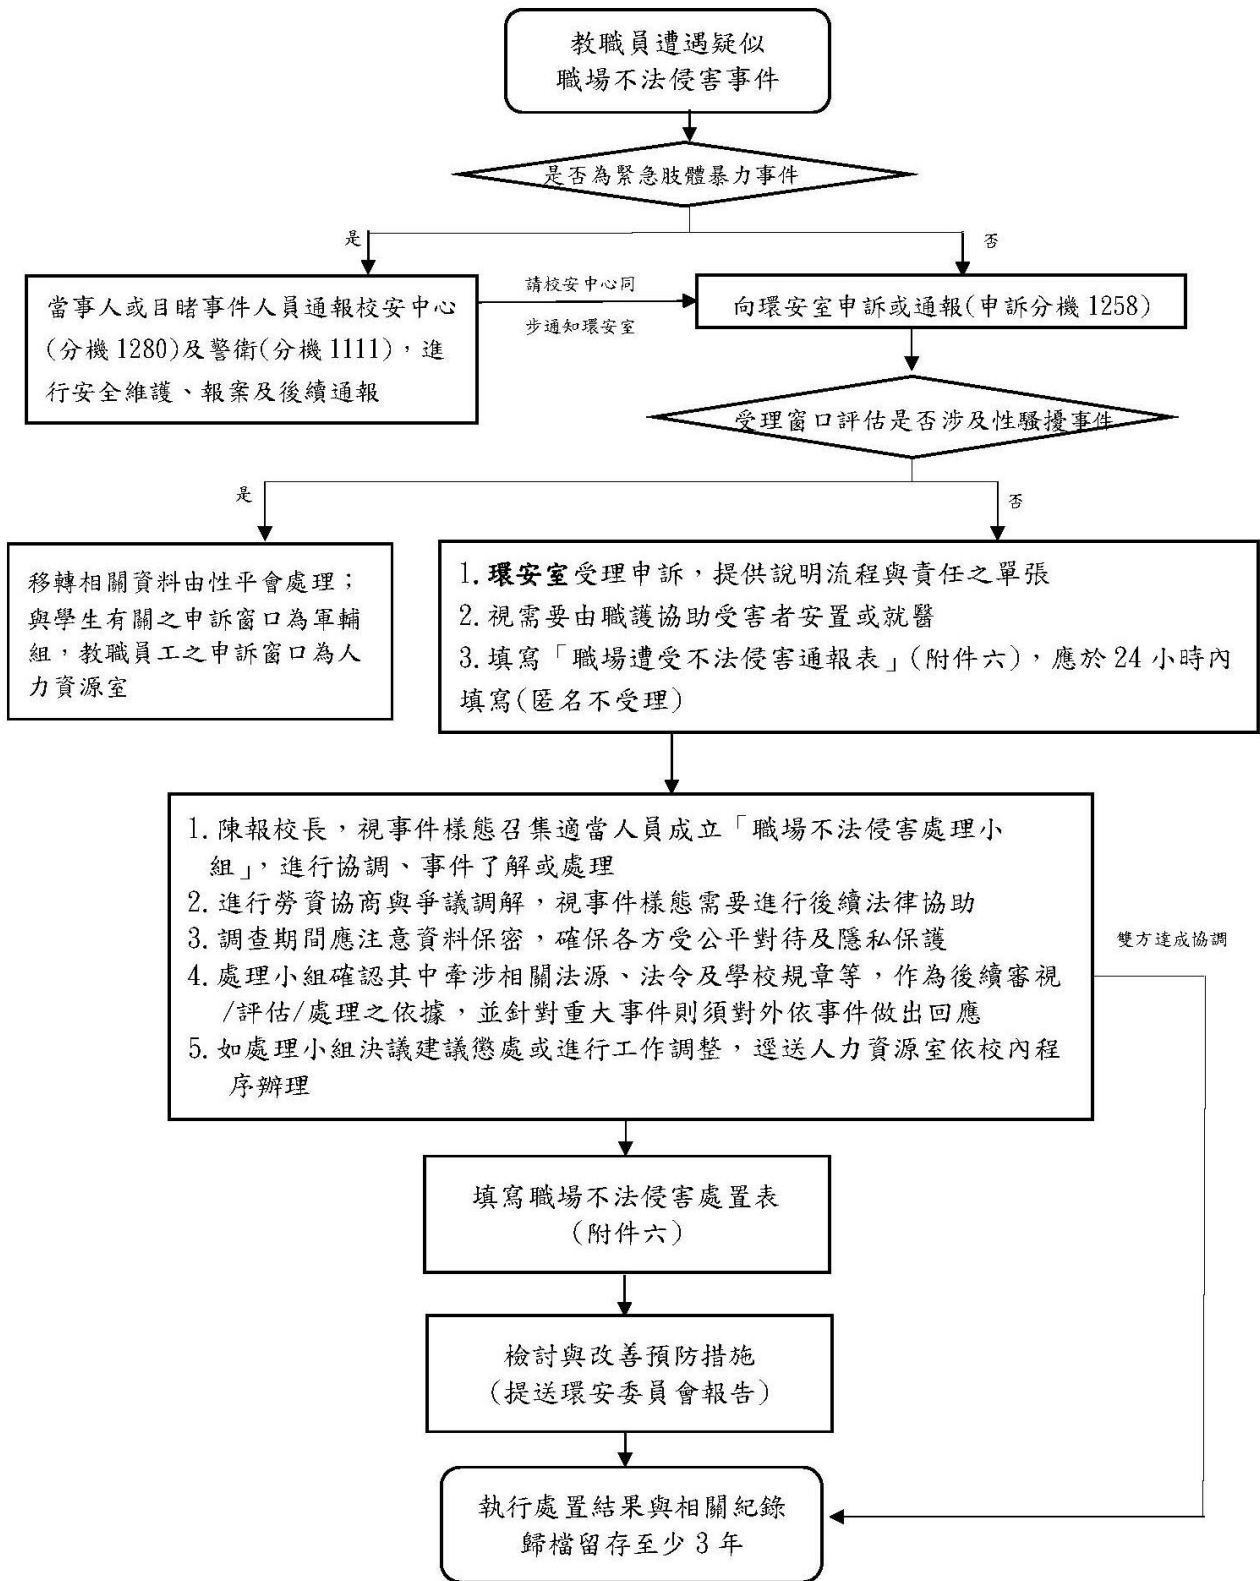 教職員遭遇疑似
職場不法侵害事件
是否為緊急肢體暴力事件
是
否
當事人或目睹事件人員通報校安中心
(分機1280)及警衛(分機1111)，進
行安全維護、報案及後續通報
請校安中心同
步通知環安室
向環安室申訴或通報(申訴分機1258)
受理窗口評估是否涉及性騷擾事件
是
否
移轉相關資料由性平會處理；
與學生有關之申訴窗口為軍輔
組，教職員工之申訴窗口為人
力資源室
1. 環安室受理申訴，提供說明流程與責任之單張
2. 視需要由職護協助受害者安置或就醫
3. 填寫「職場遭受不法侵害通報表」(附件六)，應於24小時內
填寫(匿名不受理)
1. 陳報校長，視事件樣態召集適當人員成立「職場不法侵害處理小
組」，進行協調、事件了解或處理
2. 進行勞資協商與爭議調解，視事件樣態需要進行後續法律協助
3. 調查期間應注意資料保密，確保各方受公平對待及隱私保護
4. 處理小組確認其中牽涉相關法源、法令及學校規章等，作為後續審視
/評估/處理之依據，並針對重大事件則須對外依事件做出回應
5. 如處理小組決議建議懲處或進行工作調整，逕送人力資源室依校內程
序辦理
雙方達成協調
填寫職場不法侵害處置表
(附件六)
檢討與改善預防措施
(提送環安委員會報告)
執行處置結果與相關紀錄
歸檔留存至少3年